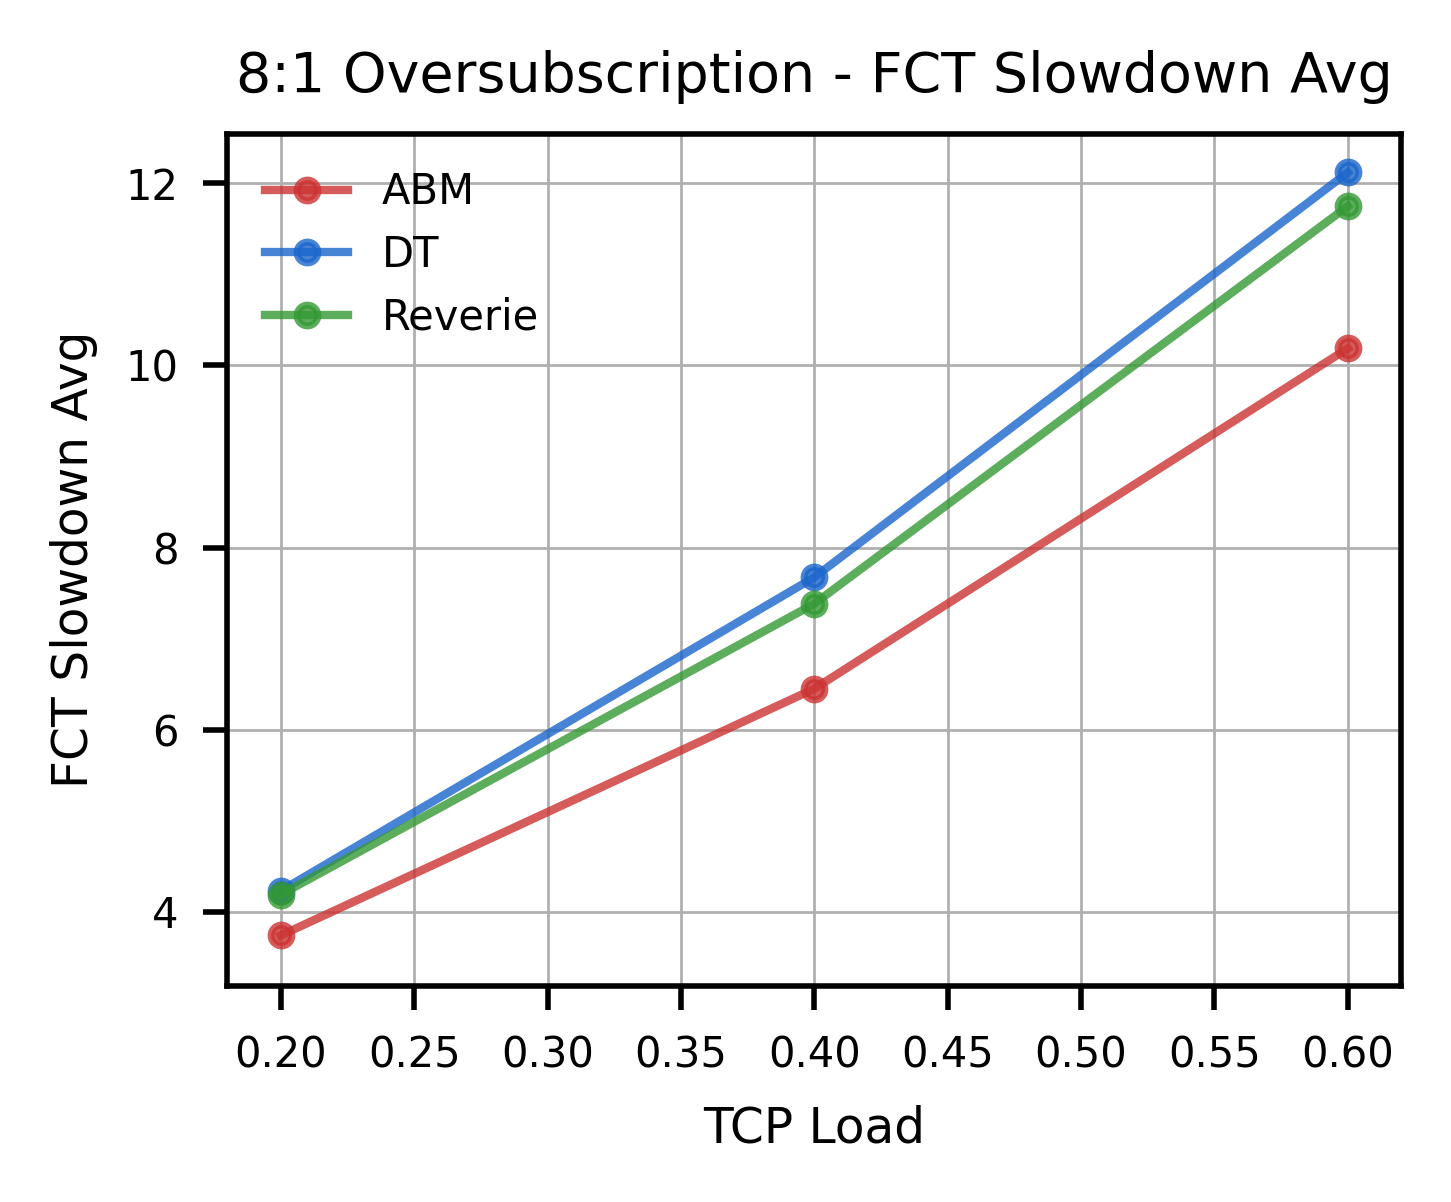 8:1 Oversubscription - FCT Slowdown Avg
ABM
DT
Reverie
FCT Slowdown Avg
12
10
8
6
4
0.20 0.25 0.30 0.35 0.40 0.45 0.50 0.55 0.60
TCP Load